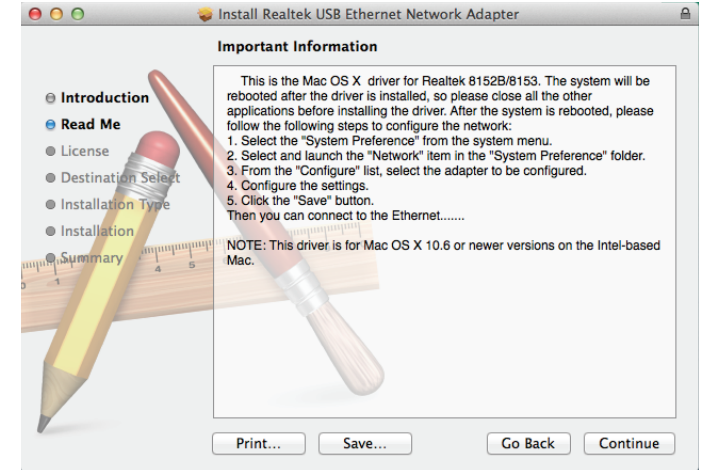 Install Realtek USB Ethernet Network Adapter
Important Information
Introduction
Read Me
License
Destination Select
Installation Type
Installation
Summary
This is the Mac OS X driver for Realtek 8152B/8153. The system will be
rebooted after the driver is installed, so please close all the other
applications before installing the driver. After the system is rebooted, please
follow the following steps to configure the network:
1. Select the "System Preference" from the system menu.
2. Select and launch the "Network" item in the "System Preference" folder.
3. From the "Configure" list, select the adapter to be configured.
4. Configure the settings.
5. Click the "Save" button.
Then you can connect to the Ethernet.......
NOTE: This driver is for Mac OS X 10.6 or newer versions on the Intel-based
Mac.
4 5
1
Print... Save... Go Back Continue